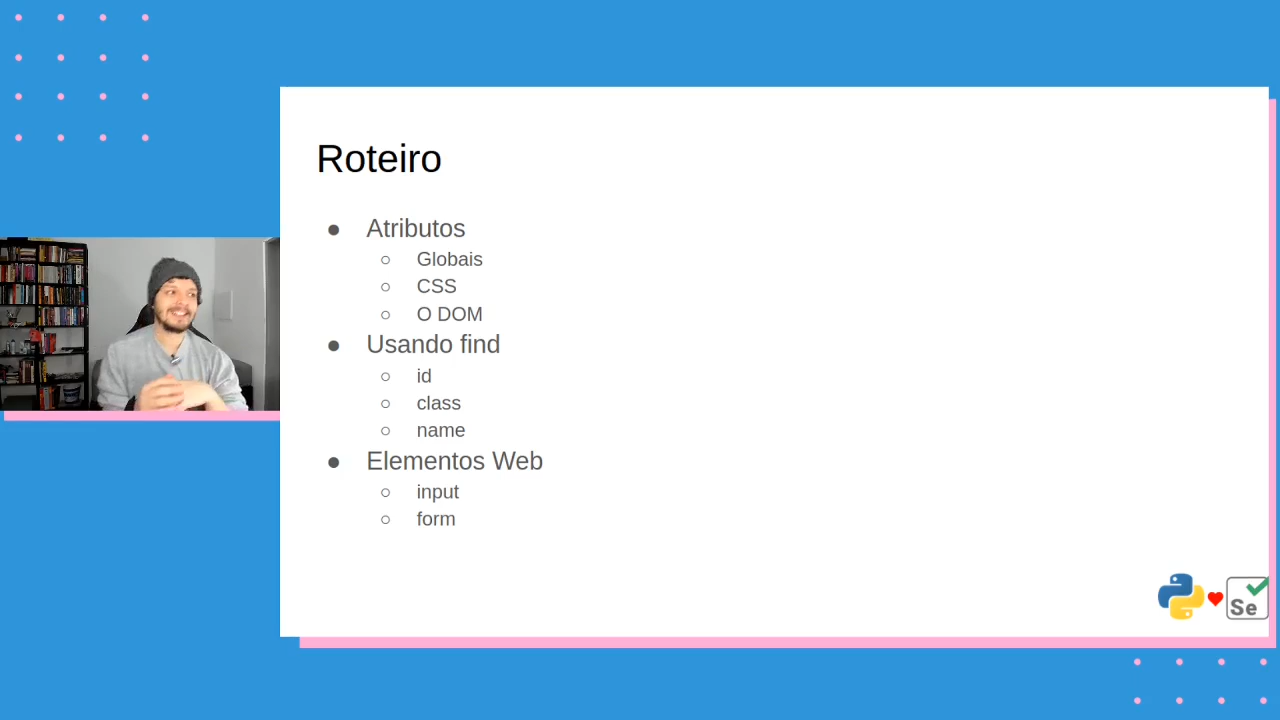 Roteiro
● Atributos
○ Globais
○ CSS
○ O DOM
● Usando find
○ id
○ class
○ name
● Elementos Web
○ input
○ form
Se